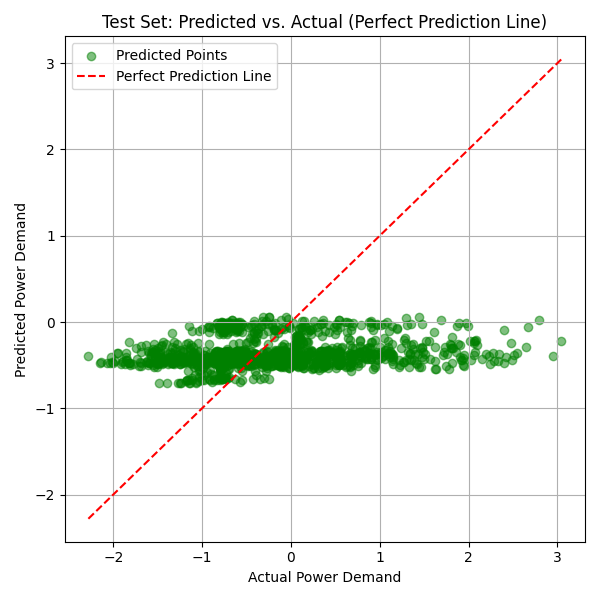 Test Set: Predicted vs. Actual (Perfect Prediction Line)
Predicted Points
Perfect Prediction Line
Predicted Power Demand
3
2
1
0
−1
−2
−2
−1
0
1
2
3
Actual Power Demand